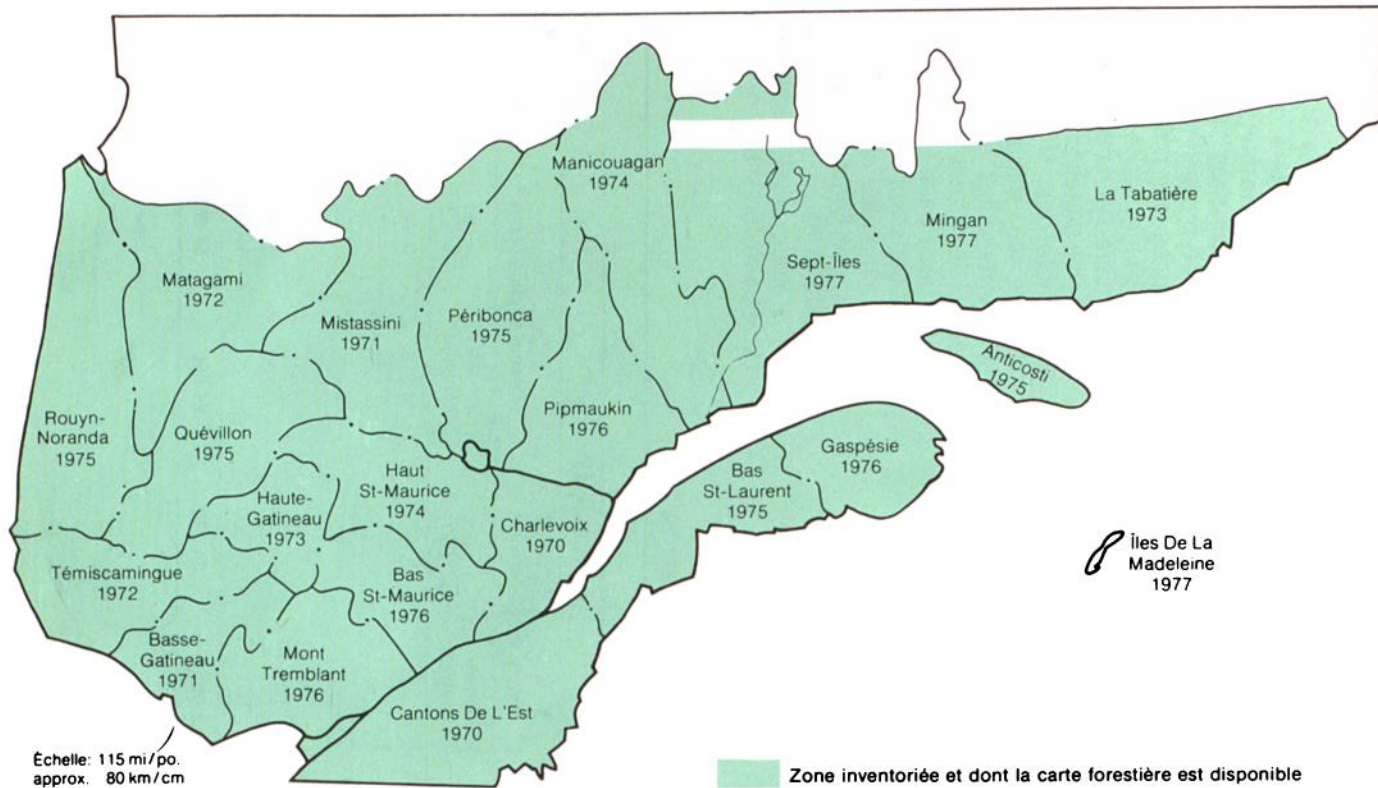 Manicouagan
1974
La Tabatière
1973
Mingan
1977
Matagami
1972
Sept-Îles
1977
Mistassini
1971
Péribonca
1975
Anticosti
1975
Rouyn-
Noranda
1975
Quévillon
1975
Pipmaukin
1976
Gaspésie
1976
Haut
St-Maurice
1974
Bas
St-Laurent
1975
Haute-
Gatineau
1973
Charlevoix
1970
Îles De La
Madeleine
1977
Témiscamingue
1972
Bas
St-Maurice
1976
Basse-
Gatineau
1971
Mont
Tremblant
1976
Cantons De L'Est
1970
Échelle: 115 mi/po.
approx. 80 km/cm
Zone inventoriée et dont la carte forestière est disponible